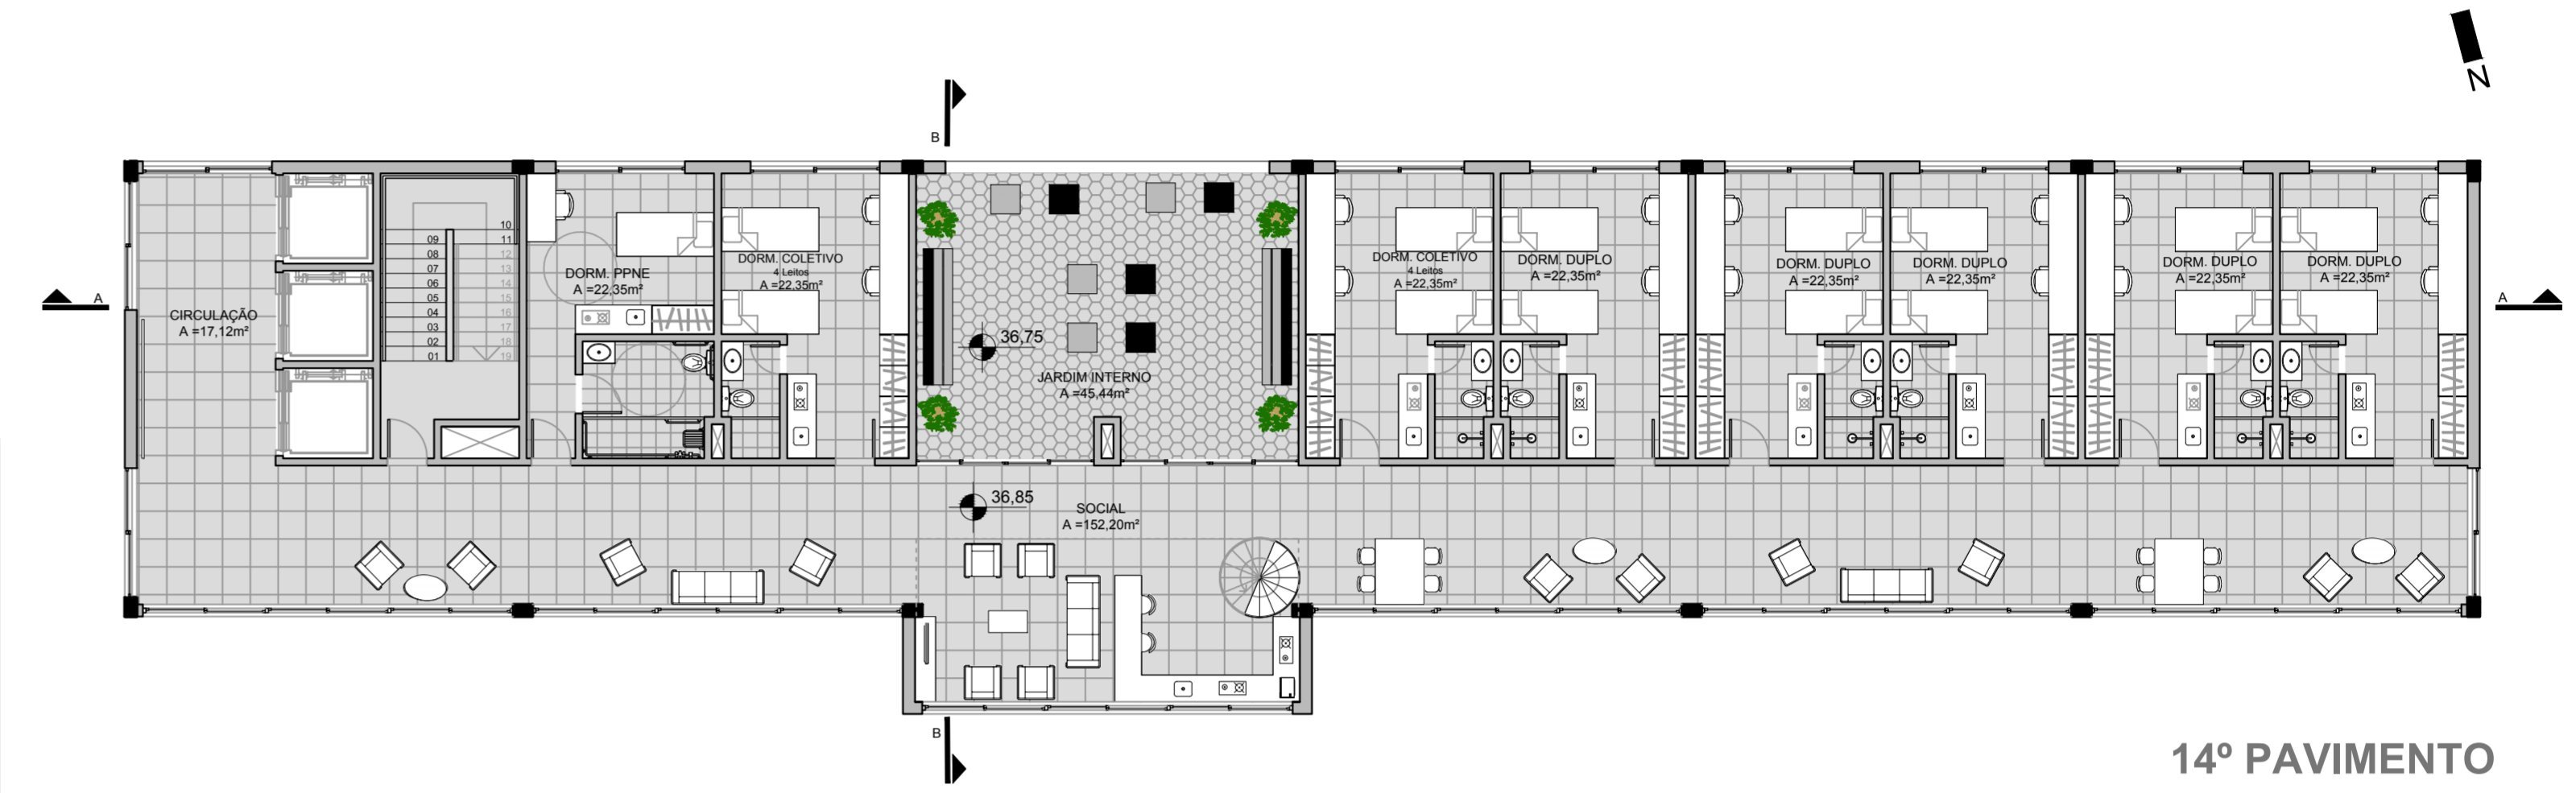 N
B
A
A
CIRCULAÇÃO
A =17,12m²
10
09
11
08
12
07
13
06
14
05
15
04
16
03
17
02
18
01
19
DORM. PPNE
A =22,35m²
DORM. COLETIVO
4 Leitos
A =22,35m²
36,75
JARDIM INTERNO
A =45,44m²
DORM. COLETIVO
4 Leitos
A =22,35m²
DORM. DUPLO
A =22,35m²
DORM. DUPLO
A =22,35m²
DORM. DUPLO
A =22,35m²
DORM. DUPLO
A =22,35m²
DORM. DUPLO
A =22,35m²
36,85
SOCIAL
A =152,20m²
B
14º PAVIMENTO